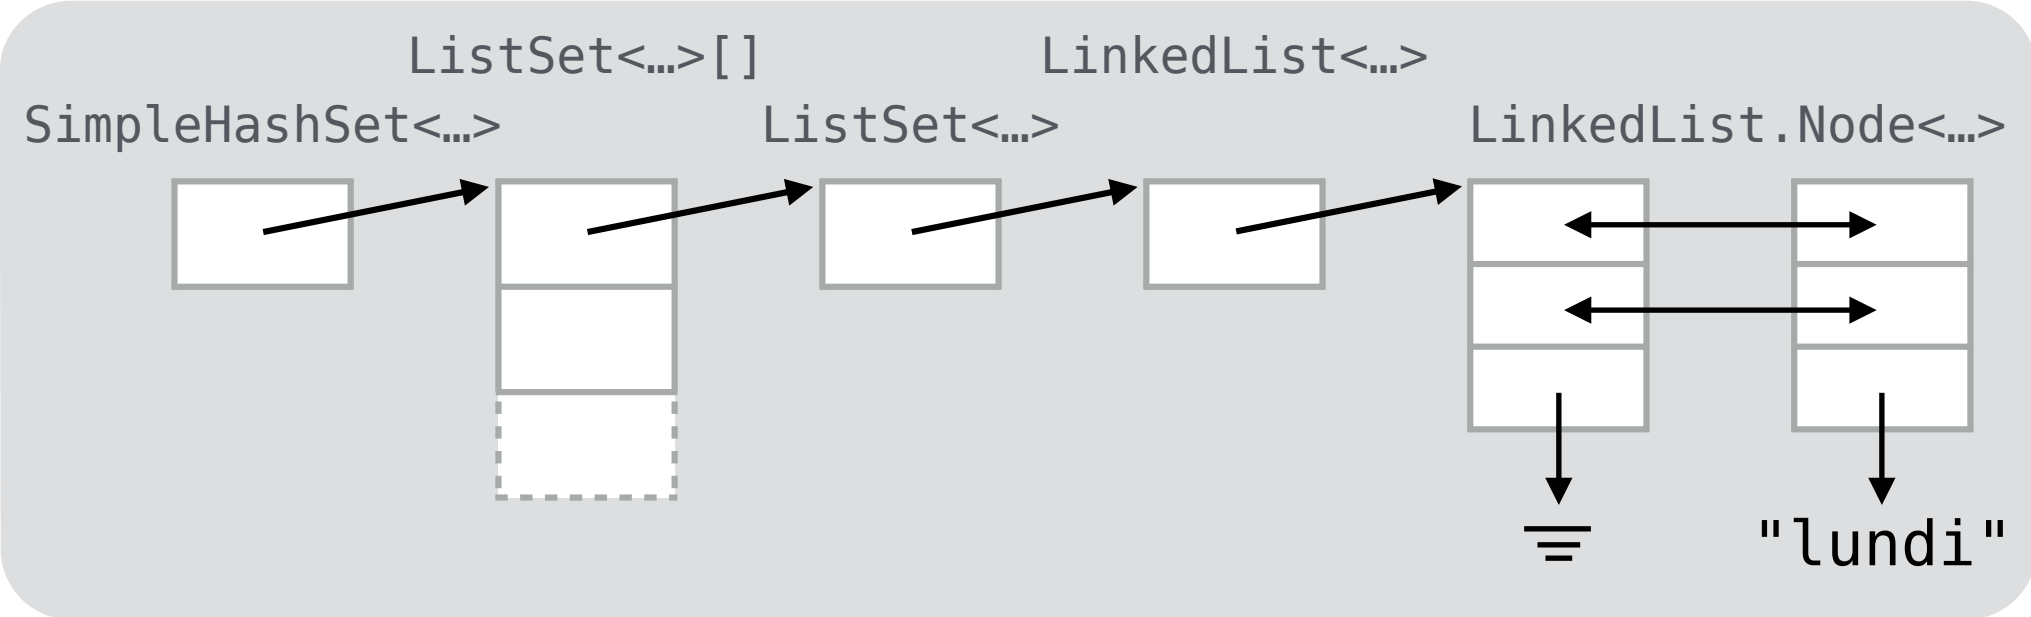 ListSet<…>[]
LinkedList<…>
SimpleHashSet<…>
ListSet<…>
LinkedList.Node<…>
"lundi"